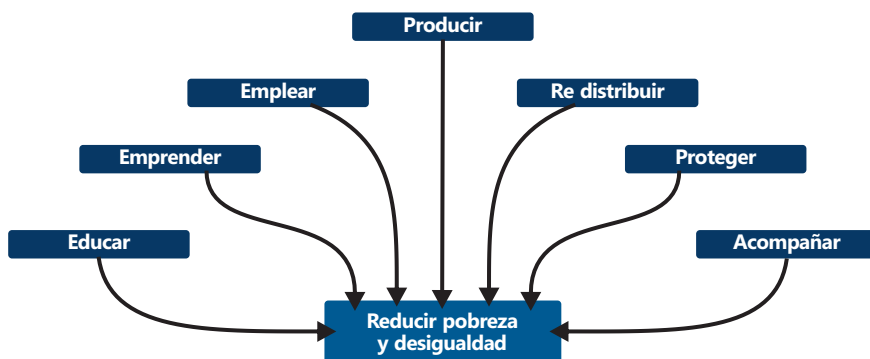 Producir
Emplear
Re distribuir
Emprender
Proteger
Educar
Acompañar
Reducir pobreza
y desigualdad